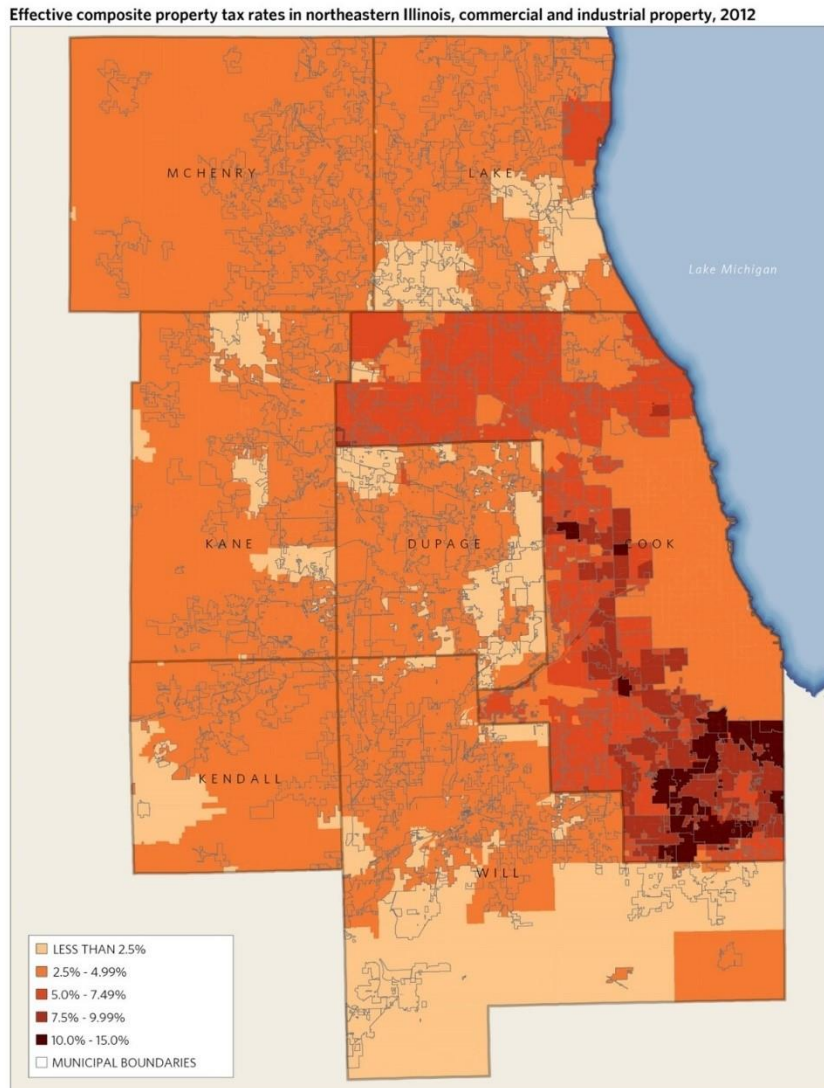 Effective composite property tax rates in northeastern Illinois, commercial and industrial property, 2012
MCHENRY
LAKE
Lake Michigan
KANE
DUPAGE
COOK
KENDALL
WILL
LESS THAN 2.5%
2.5% - 4.99%
5.0% - 7.49%
7.5% - 9.99%
10.0% - 15.0%
MUNICIPAL BOUNDARIES